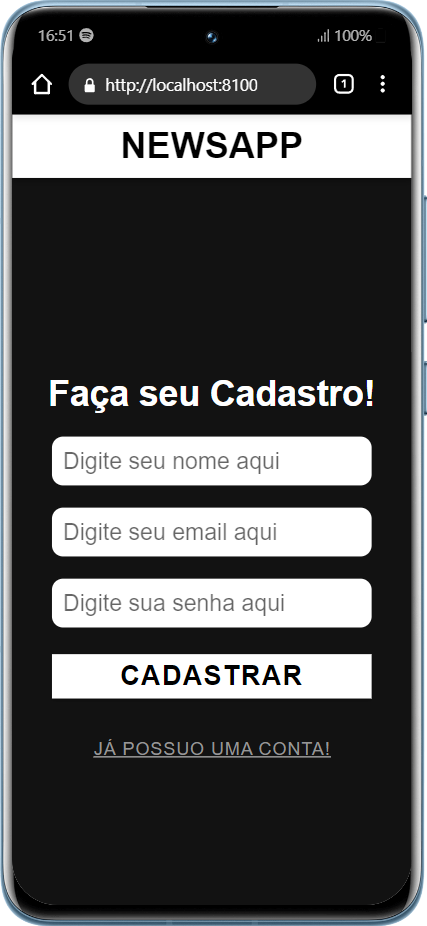 16:51 100%
http://localhost:8100 1
NEWSAPP
Faça seu Cadastro!
Digite seu nome aqui
Digite seu email aqui
Digite sua senha aqui
CADASTRAR
JÁ POSSUO UMA CONTA!